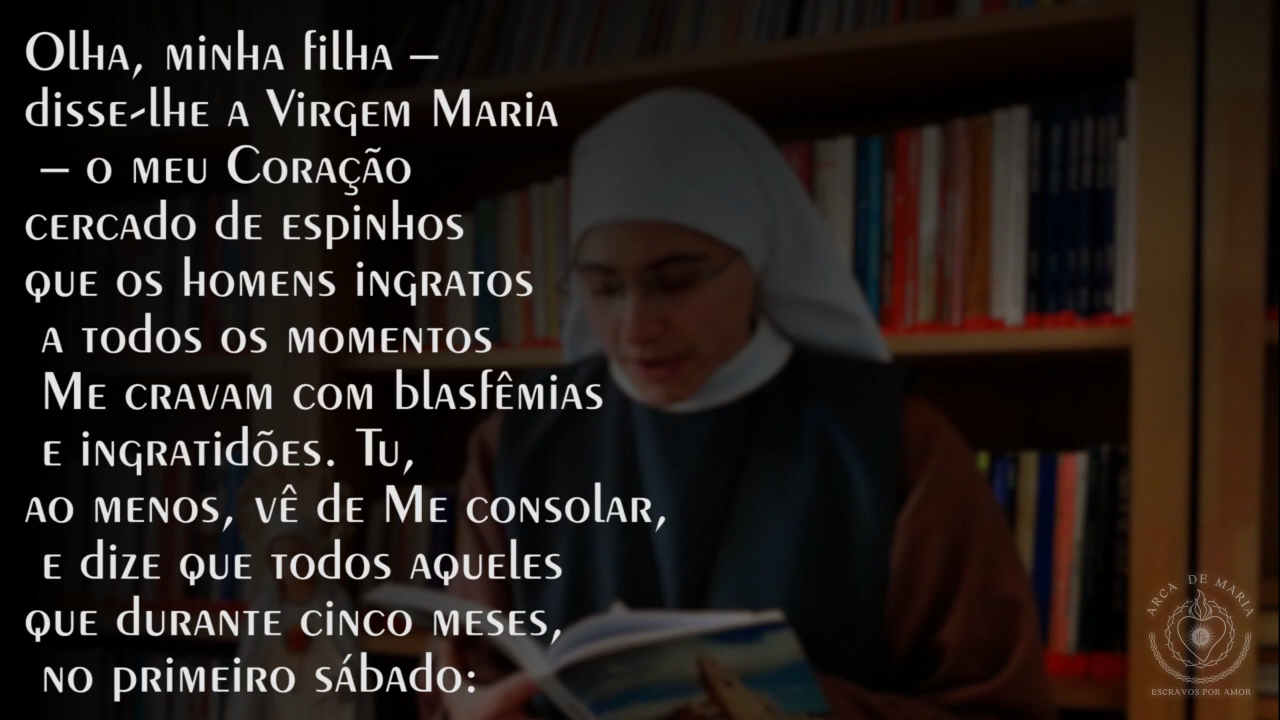 Olha, minha filha –
disse-lhe a Virgem Maria
– o meu Coração
cercado de espinhos
que os homens ingratos
a todos os momentos
Me cravam com blasfêmias
e ingratidões. Tu,
ao menos, vê de Me consolar,
e dize que todos aqueles
que durante cinco meses,
no primeiro sábado:
ARCA DE MARIA
ESCRAVOS POR AMOR